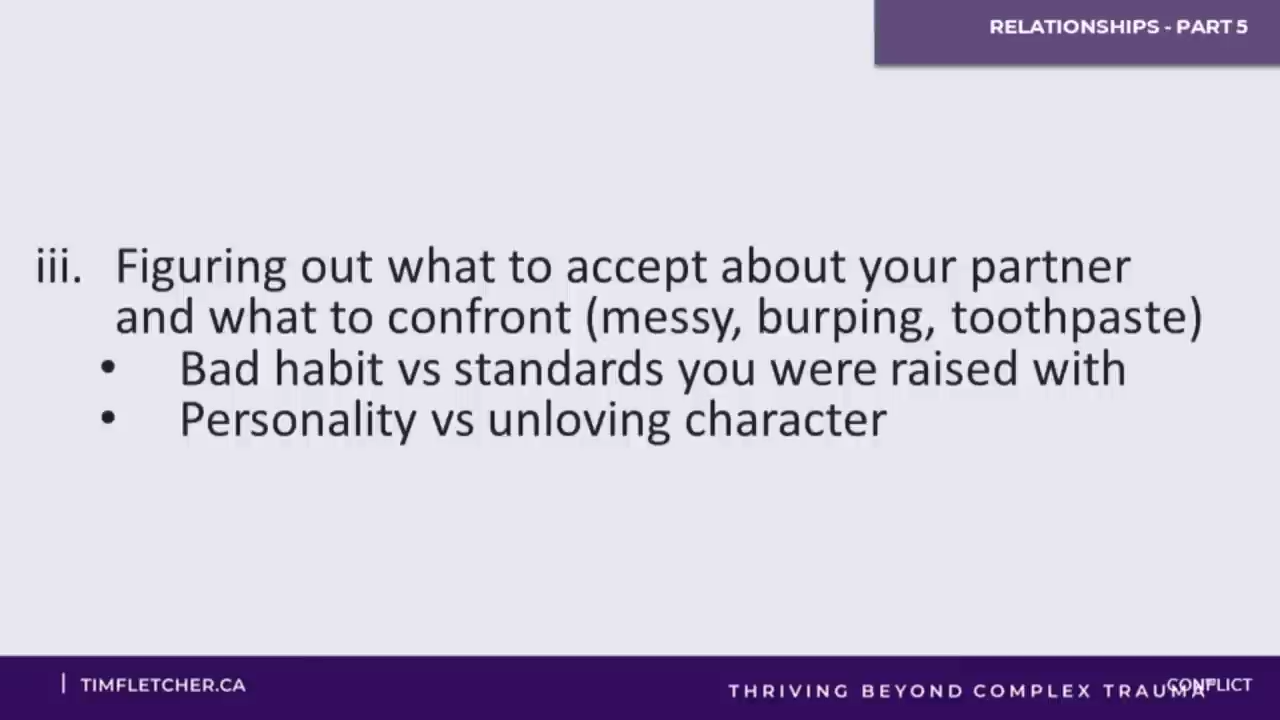 RELATIONSHIPS - PART 5
iii. Figuring out what to accept about your partner
and what to confront (messy, burping, toothpaste)
• Bad habit vs standards you were raised with
• Personality vs unloving character
| TIMFLETCHER.CA
THRIVING BEYOND COMPLEX TRAUMA
CONFLICT